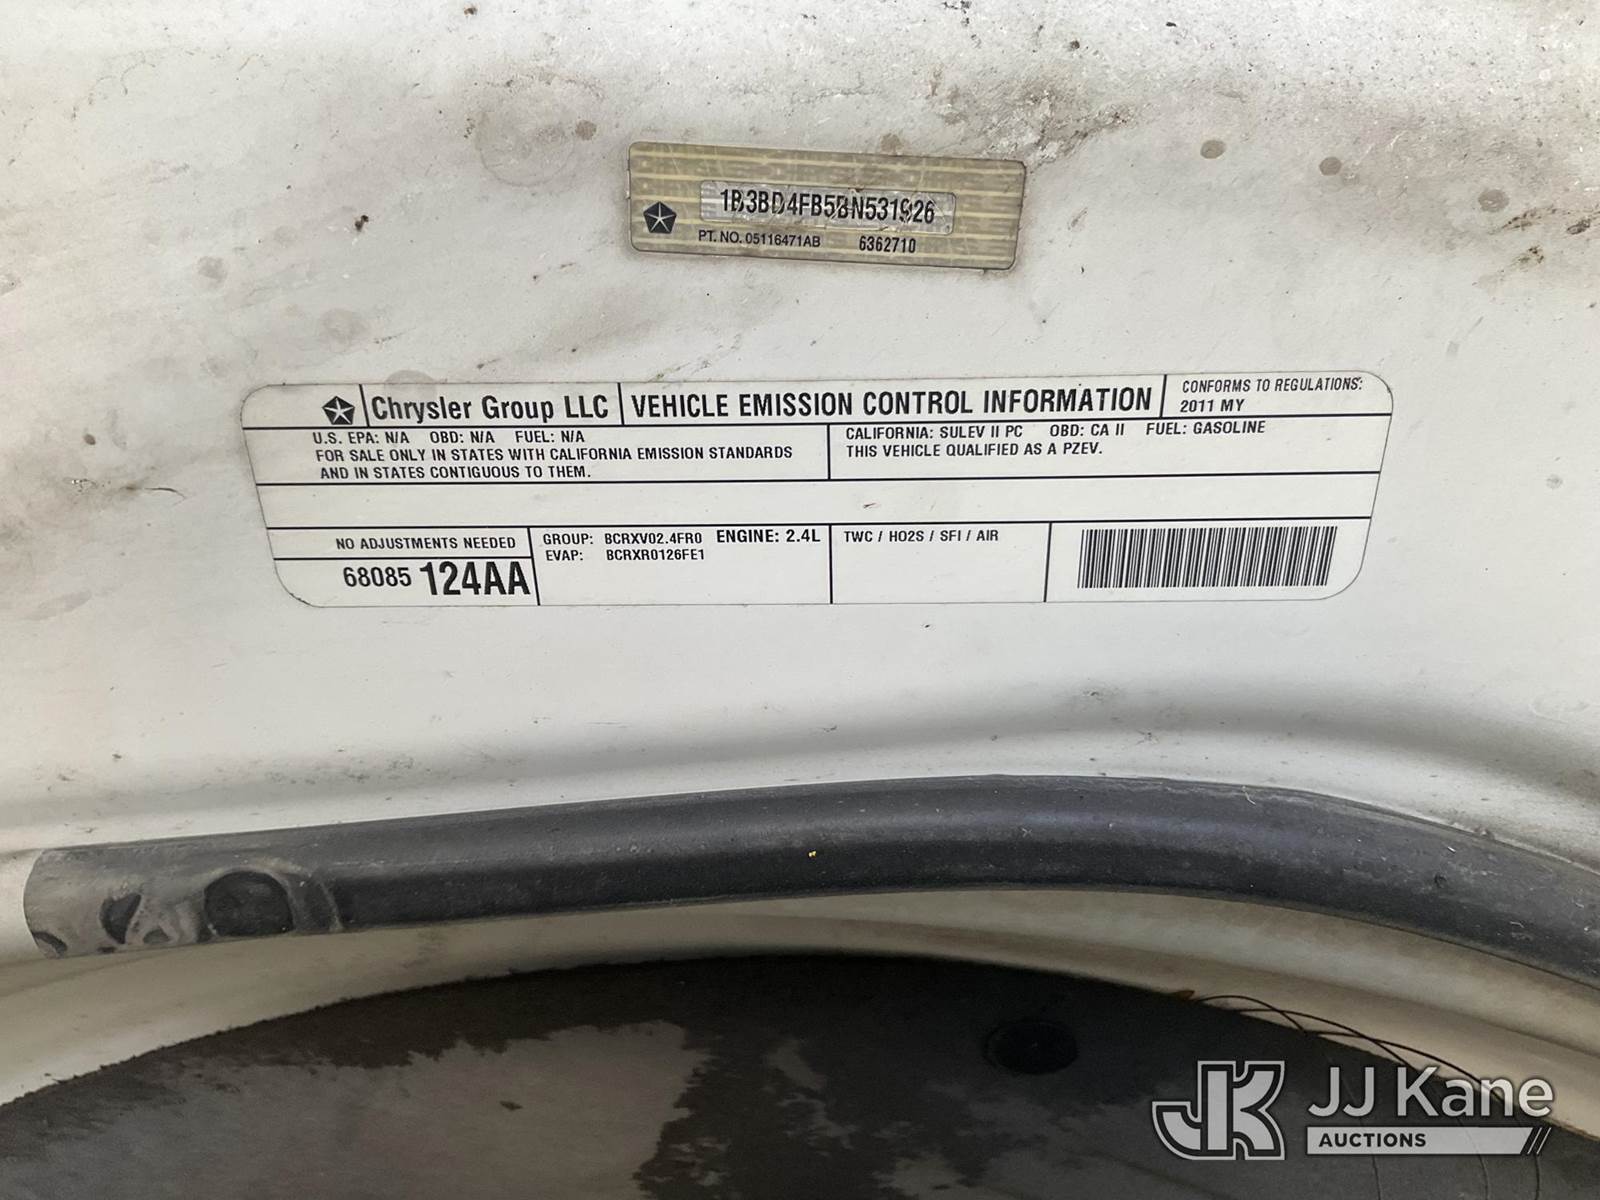 1B3BD4FB5BN531926
PT. NO. 05116471AB 6362710
Chrysler Group LLC VEHICLE EMISSION CONTROL INFORMATION CONFORMS TO REGULATIONS:
2011 MY
U.S. EPA: N/A OBD: N/A FUEL: N/A
FOR SALE ONLY IN STATES WITH CALIFORNIA EMISSION STANDARDS
AND IN STATES CONTIGUOUS TO THEM.
CALIFORNIA: SULEV II PC OBD: CA II FUEL: GASOLINE
THIS VEHICLE QUALIFIED AS A PZEV.
NO ADJUSTMENTS NEEDED
68085 124AA
GROUP: BCRXV02.4FR0 ENGINE: 2.4L
EVAP: BCRXR0126FE1
TWC / HO2S / SFI / AIR
JK JJ Kane
AUCTIONS